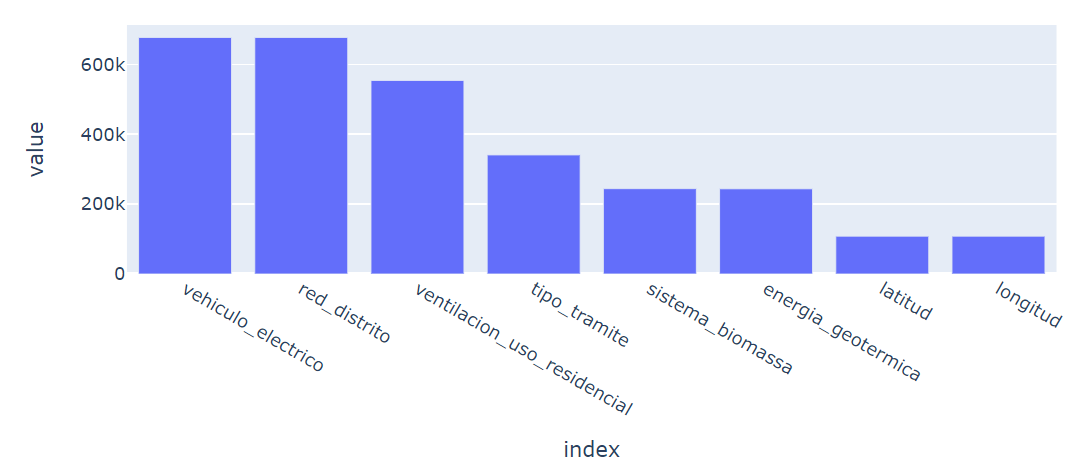 600k
400k
200k
0
value
vehiculo_electrico
red_distrito
ventilacion_uso_residencial
tipo_tramite
sistema_biomassa
energia_geotermica
latitud
longitud
index